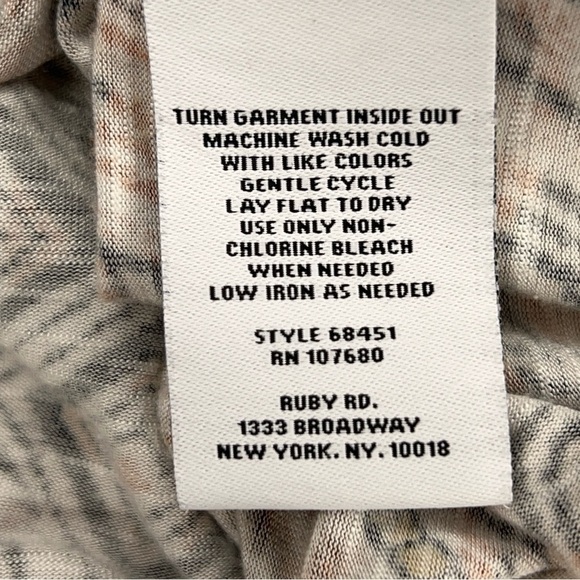 TURN GARMENT INSIDE OUT
MACHINE WASH COLD
WITH LIKE COLORS
GENTLE CYCLE
LAY FLAT TO DRY
USE ONLY NON-
CHLORINE BLEACH
WHEN NEEDED
LOW IRON AS NEEDED
STYLE 68451
RN 107680
RUBY RD.
1333 BROADWAY
NEW YORK. NY. 10018